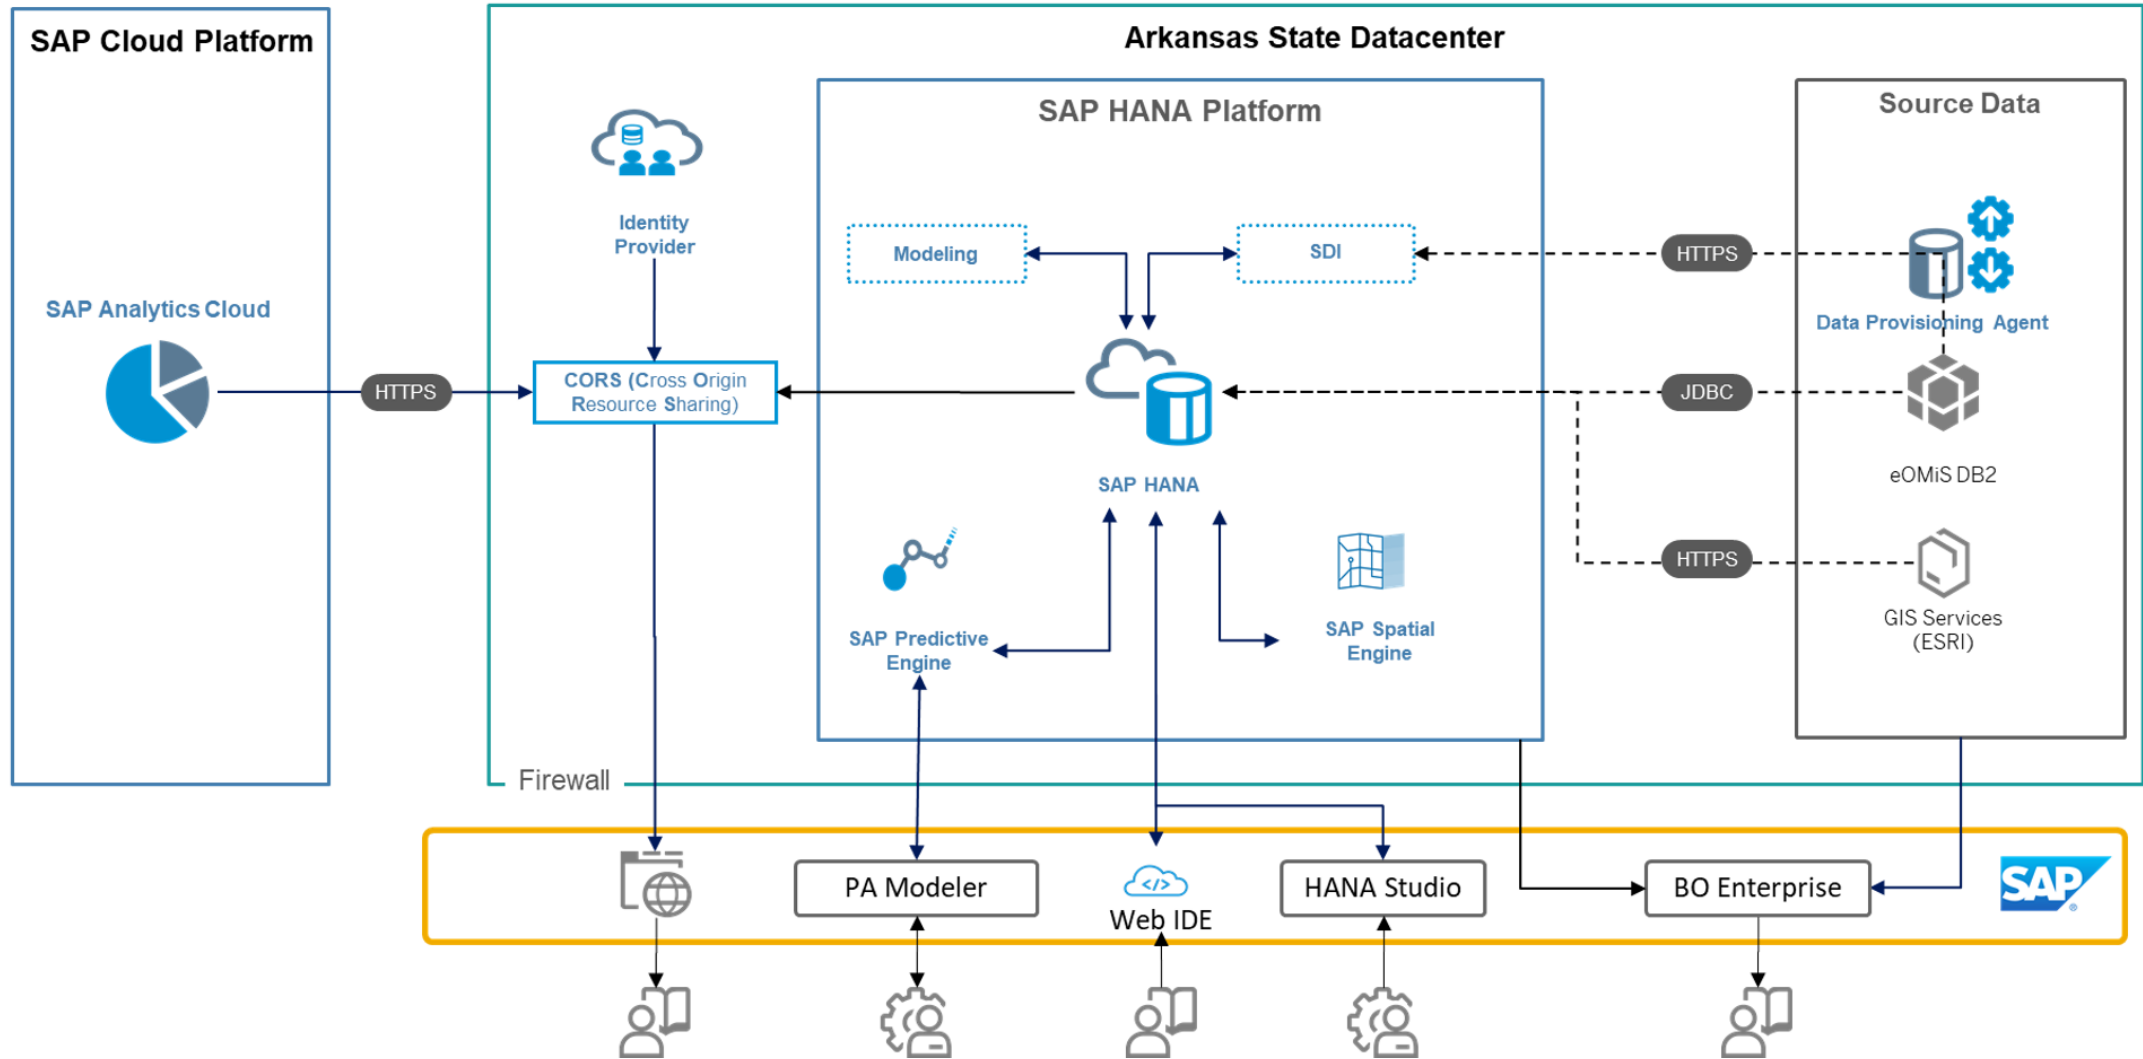 SAP Cloud Platform
Arkansas State Datacenter
SAP HANA Platform
Source Data
Identity
Provider
Modeling
SDI
HTTPS
Data Provisioning Agent
SAP Analytics Cloud
HTTPS
CORS (Cross Origin
Resource Sharing)
JDBC
eOMiS DB2
SAP HANA
HTTPS
GIS Services
(ESRI)
SAP Predictive
Engine
SAP Spatial
Engine
Firewall
PA Modeler
</>
Web IDE
HANA Studio
BO Enterprise
SAP®